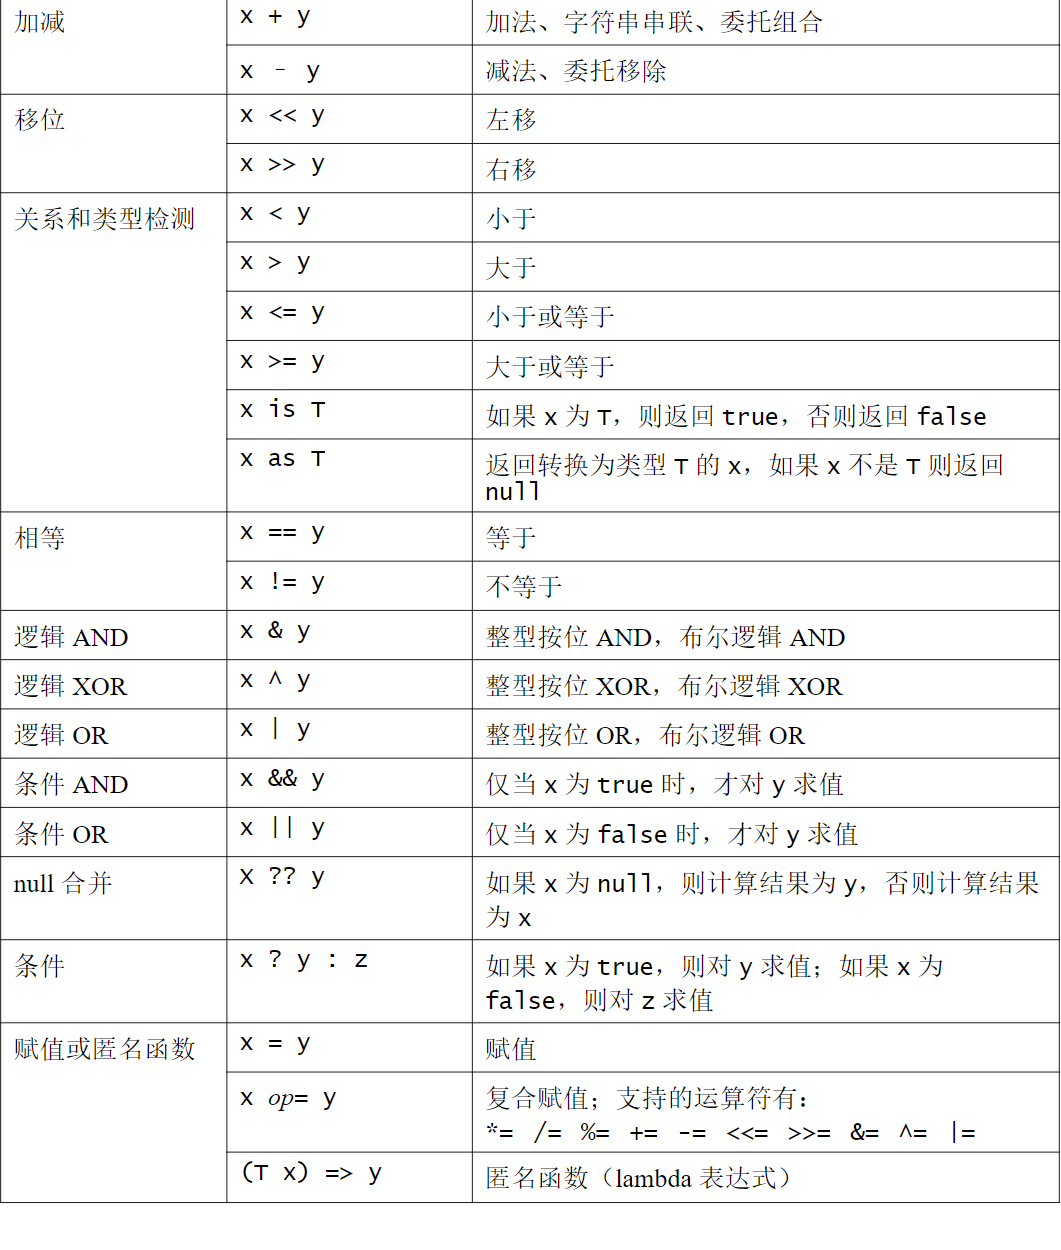 加减 x + y 加法、字符串串联、委托组合
x – y 减法、委托移除
移位 x << y 左移
x >> y 右移
关系和类型检测 x < y 小于
x > y 大于
x <= y 小于或等于
x >= y 大于或等于
x is T 如果 x 为 T，则返回 true，否则返回 false
x as T 返回转换为类型 T 的 x，如果 x 不是 T 则返回
null
相等 x == y 等于
x != y 不等于
逻辑 AND x & y 整型按位 AND，布尔逻辑 AND
逻辑 XOR x ^ y 整型按位 XOR，布尔逻辑 XOR
逻辑 OR x | y 整型按位 OR，布尔逻辑 OR
条件 AND x && y 仅当 x 为 true 时，才对 y 求值
条件 OR x || y 仅当 x 为 false 时，才对 y 求值
null 合并 X ?? y 如果 x 为 null，则计算结果为 y，否则计算结果
为 x
条件 x ? y : z 如果 x 为 true，则对 y 求值；如果 x 为
false，则对 z 求值
赋值或匿名函数 x = y 赋值
x op= y 复合赋值；支持的运算符有：
*= /= %= += -= <<= >>= &= ^= |=
(T x) => y 匿名函数（lambda 表达式）